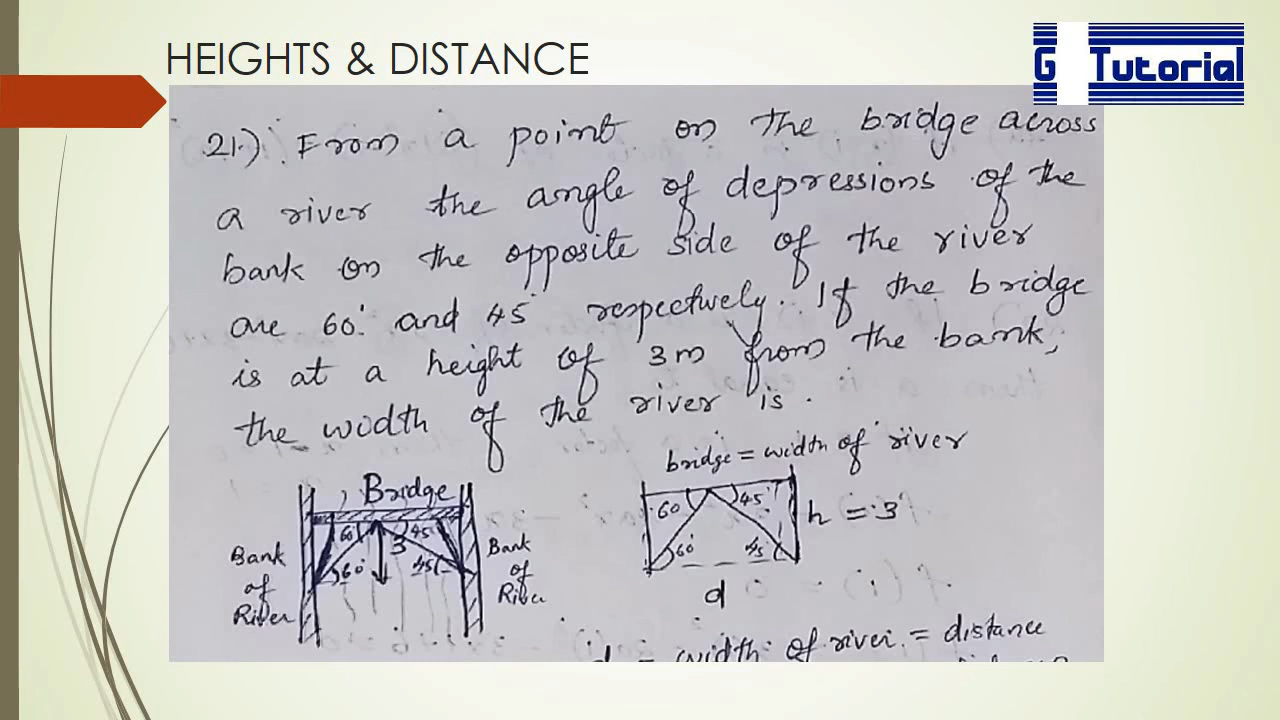 HEIGHTS & DISTANCE
G Tutorial
21.) From a point on the bridge across
a river the angle of depressions of the
bank on the opposite side of the river
are 60° and 45° respectively. If the bridge
is at a height of 3m from the bank,
the width of the river is.
bridge = width of river
Bridge
60 45
60° 3 45
Bank
of
River
Bank
of
River
60 45
60° 45
h = 3
d
d = width of river = distance